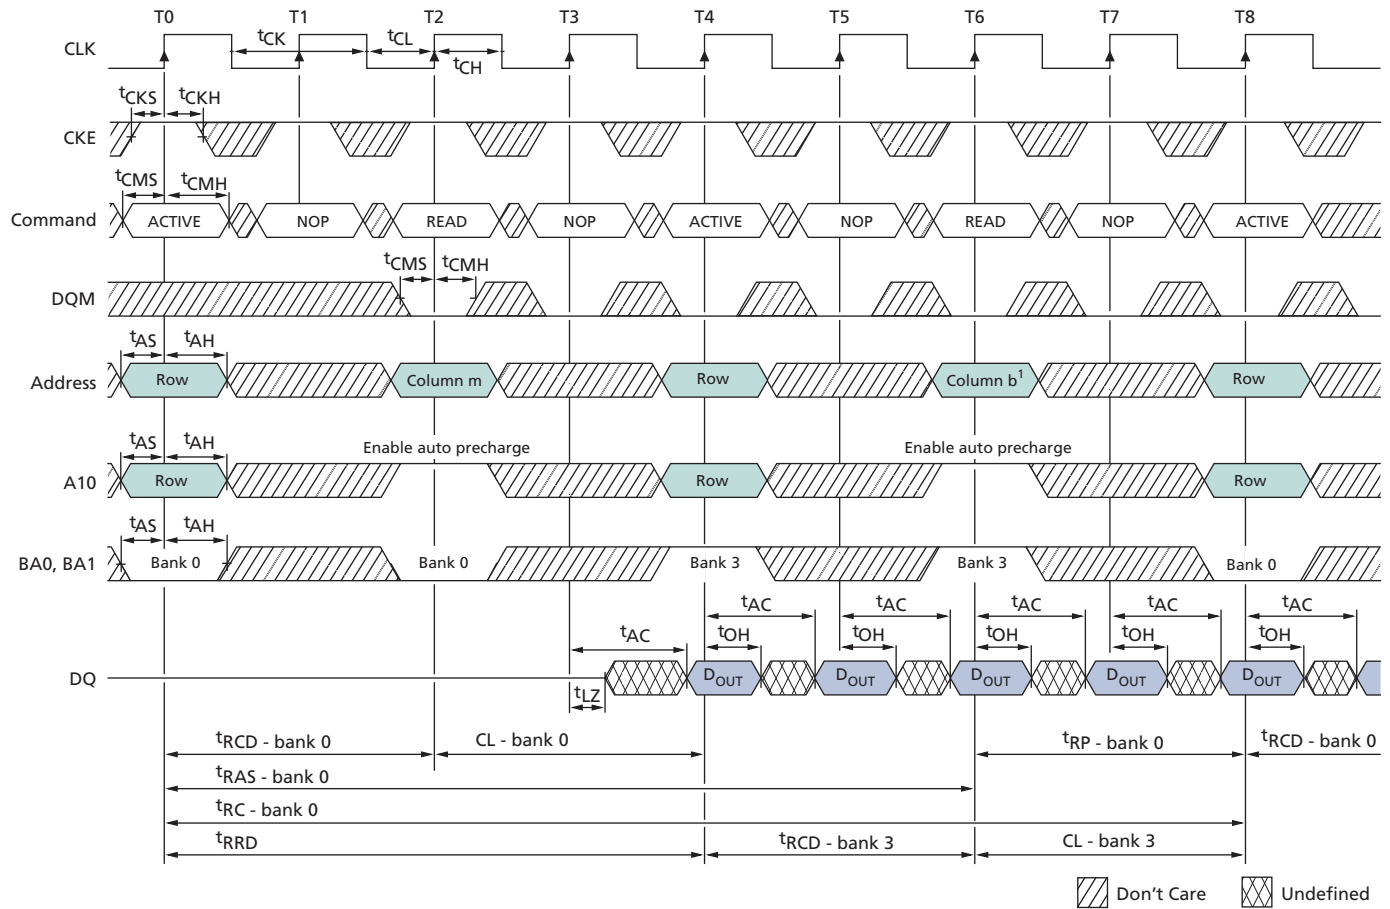 T0 T1 T2 T3 T4 T5 T6 T7 T8
CLK
tCK tCL
tCH
tCKS tCKH
CKE
tCMS tCMH
Command ACTIVE NOP READ NOP ACTIVE NOP READ NOP ACTIVE
tCMS tCMH
DQM
tAS tAH
Address Row Column m Row Column b1 Row
tAS tAH Enable auto precharge Enable auto precharge
A10 Row Row Row
tAS tAH
BA0, BA1 Bank 0 Bank 0 Bank 3 Bank 3 Bank 0
tAC tAC tAC tAC tAC
tAC tOH tOH tOH tOH tOH
DQ DOUT DOUT DOUT DOUT DOUT
tLZ
tRCD - bank 0 CL - bank 0 tRP - bank 0 tRCD - bank 0
tRAS - bank 0
tRC - bank 0
tRRD tRCD - bank 3 CL - bank 3
Don't Care Undefined